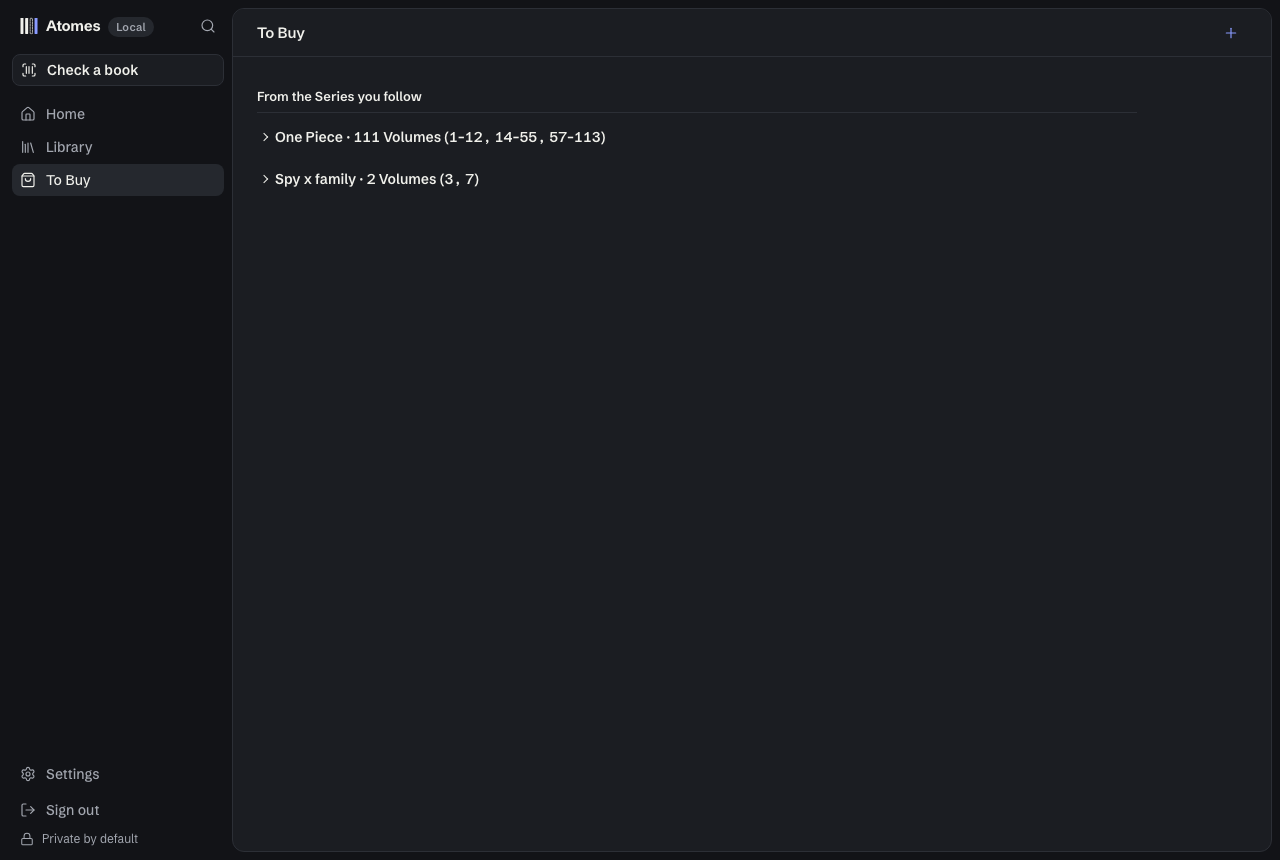 Atomes Local
Check a book
Home
Library
To Buy
Settings
Sign out
Private by default
To Buy
From the Series you follow
One Piece · 111 Volumes (1–12, 14–55, 57–113)
Spy x family · 2 Volumes (3, 7)